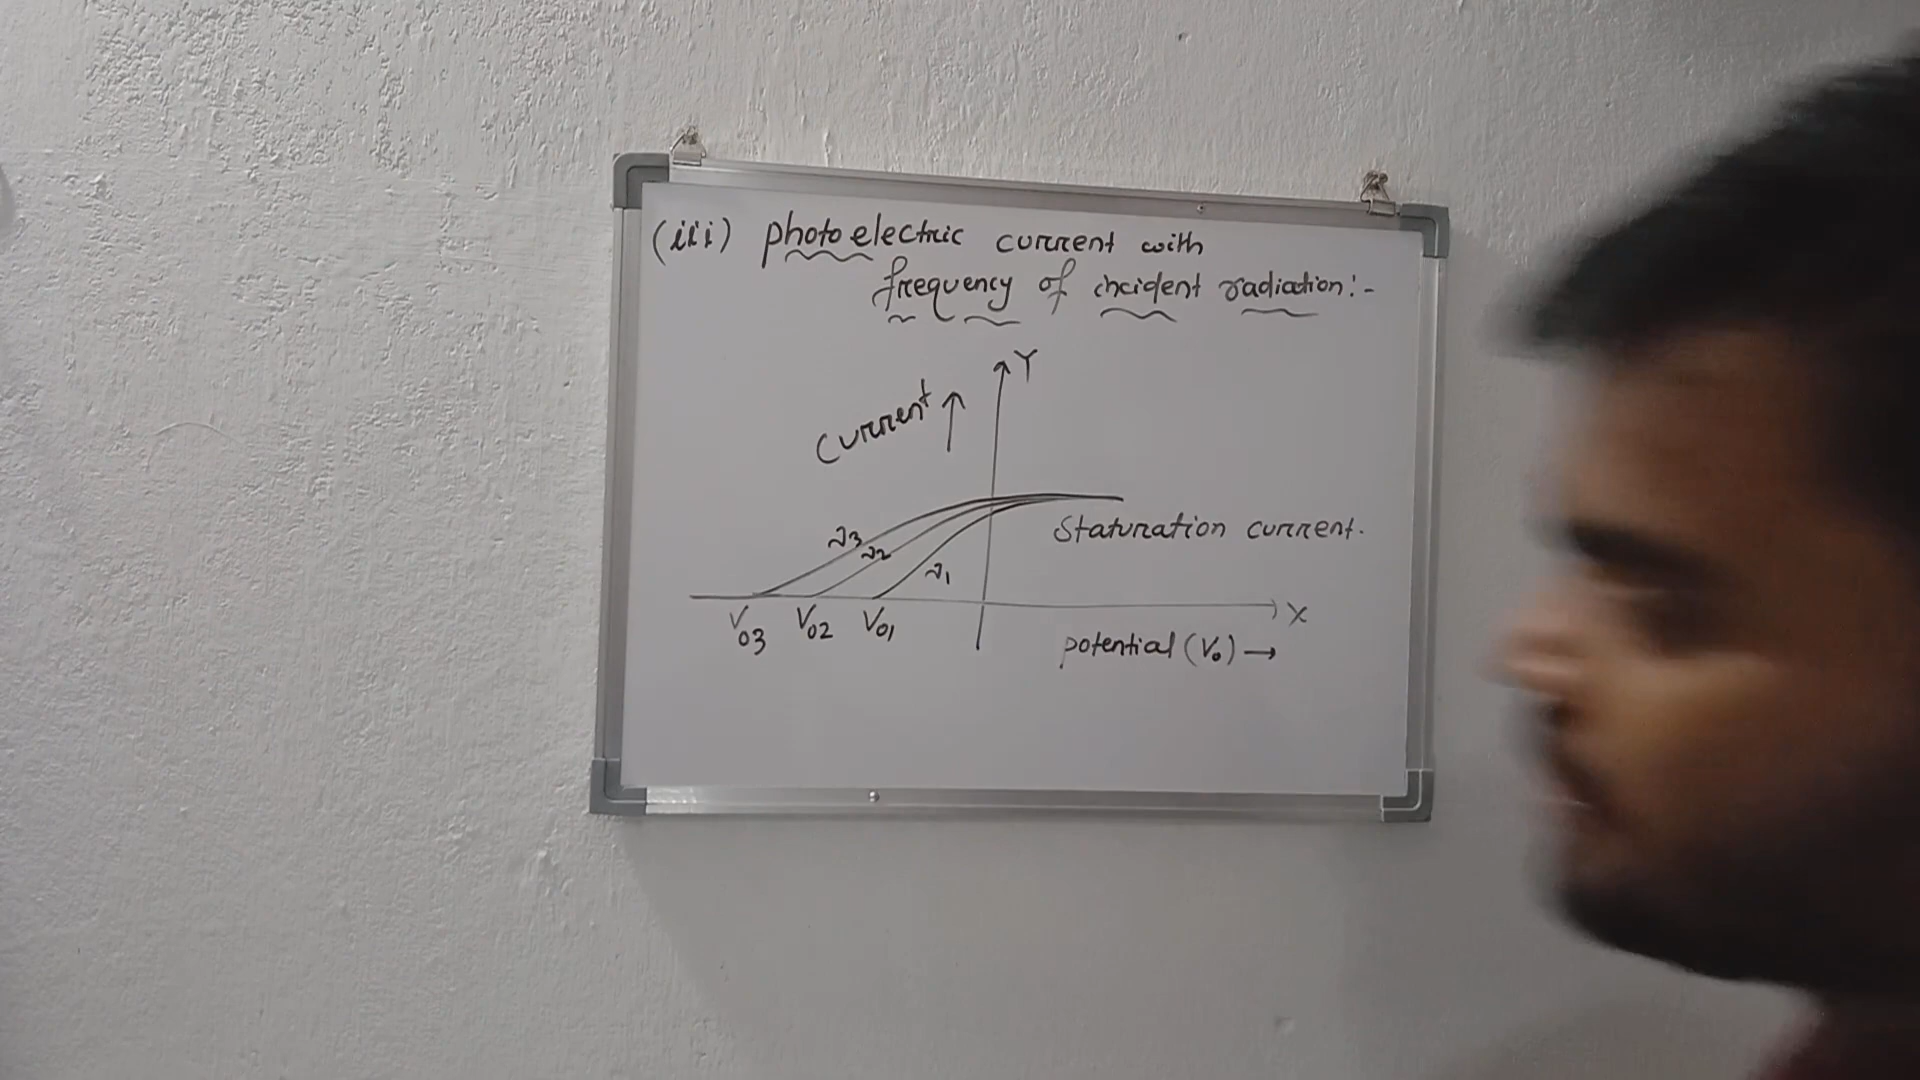 (iii) photoelectric current with
frequency of incident radiation:-
Y
Current ↑
Staturation current.
ν3
ν2
ν1
X
V03 V02 V01
potential (V₀) →